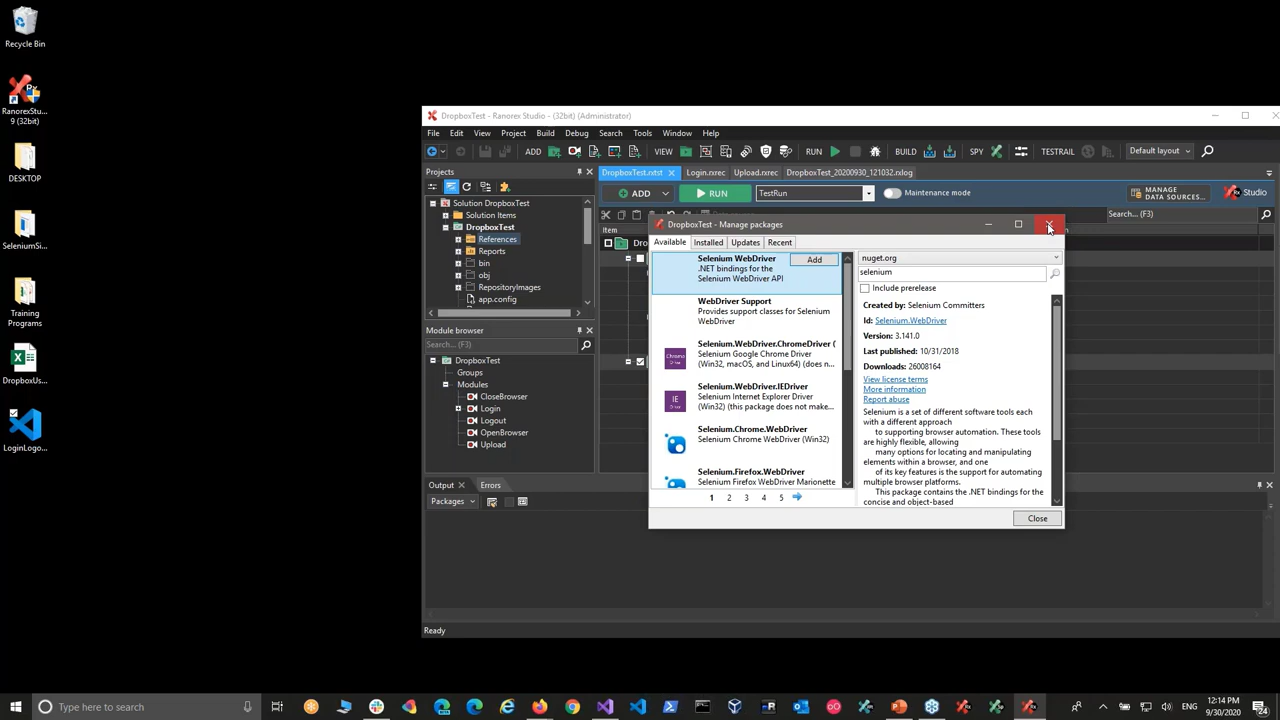 Recycle Bin
RanorexStu...
9 (32bit)
DESKTOP
SeleniumSi...
Training
Programs
DropboxUs...
LoginLogo...
DropboxTest - Ranorex Studio - (32bit) (Administrator)
File Edit View Project Build Debug Search Tools Window Help
ADD VIEW RUN BUILD SPY TESTRAIL Default layout
Projects
Solution DropboxTest
Solution Items
DropboxTest
References
Reports
bin
obj
RepositoryImages
app.config
Module browser
Search... (F3)
DropboxTest
Groups
Modules
CloseBrowser
Login
Logout
OpenBrowser
Upload
DropboxTest.rxtst Login.rxrec Upload.rxrec DropboxTest_20200930_121032.rxlog
ADD RUN TestRun Maintenance mode MANAGE DATA SOURCES... Studio
Search... (F3)
Item
DropboxTest - Manage packages
Available Installed Updates Recent
Selenium WebDriver
Add
.NET bindings for the
Selenium WebDriver API
WebDriver Support
Provides support classes for Selenium
WebDriver
Selenium.WebDriver.ChromeDriver (
Selenium Google Chrome Driver
(Win32, macOS, and Linux64) (does n...
Selenium.WebDriver.IEDriver
Selenium Internet Explorer Driver
(Win32) (this package does not make...
Selenium.Chrome.WebDriver
Selenium Chrome WebDriver (Win32)
Selenium.Firefox.WebDriver
Selenium Firefox WebDriver Marionette
1 2 3 4 5
nuget.org
selenium
Include prerelease
Created by: Selenium Committers
Id: Selenium.WebDriver
Version: 3.141.0
Last published: 10/31/2018
Downloads: 26008164
View license terms
More information
Report abuse
Selenium is a set of different software tools each
with a different approach
to supporting browser automation. These tools
are highly flexible, allowing
many options for locating and manipulating
elements within a browser, and one
of its key features is the support for automating
multiple browser platforms.
This package contains the .NET bindings for the
concise and object-based
Close
Output Errors
Packages
Ready
Type here to search
ENG
12:14 PM
9/30/2020
24